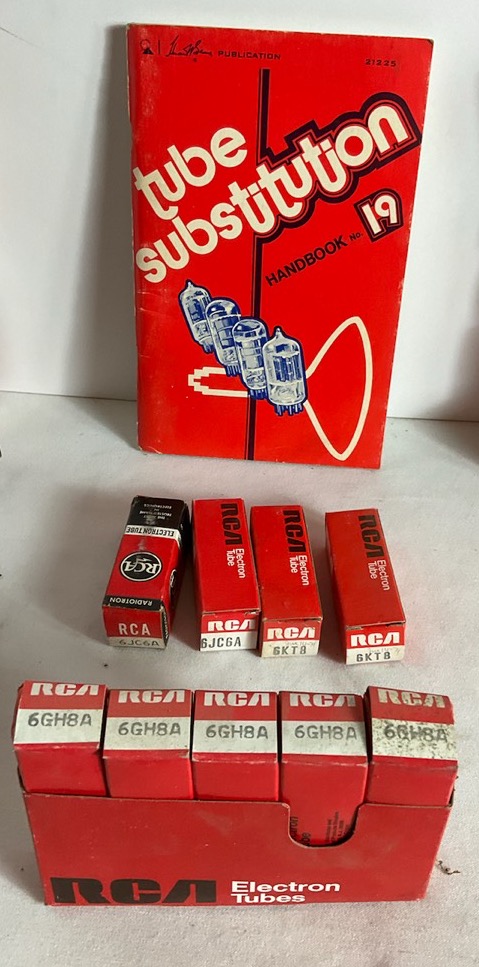 PUBLICATION
21225
tube
substitution
HANDBOOK No. 19
ELECTRON TUBE
RCA
RADIOTRON
RCA
6JC6A
RCA Electron
Tube
RCA
6JC6A
RCA Electron
Tube
RCA
6KT8
RCA Electron
Tube
RCA
6KT8
RCA
6GH8A
RCA
6GH8A
RCA
6GH8A
RCA
6GH8A
RCA
6GH8A
RCA Electron
Tubes